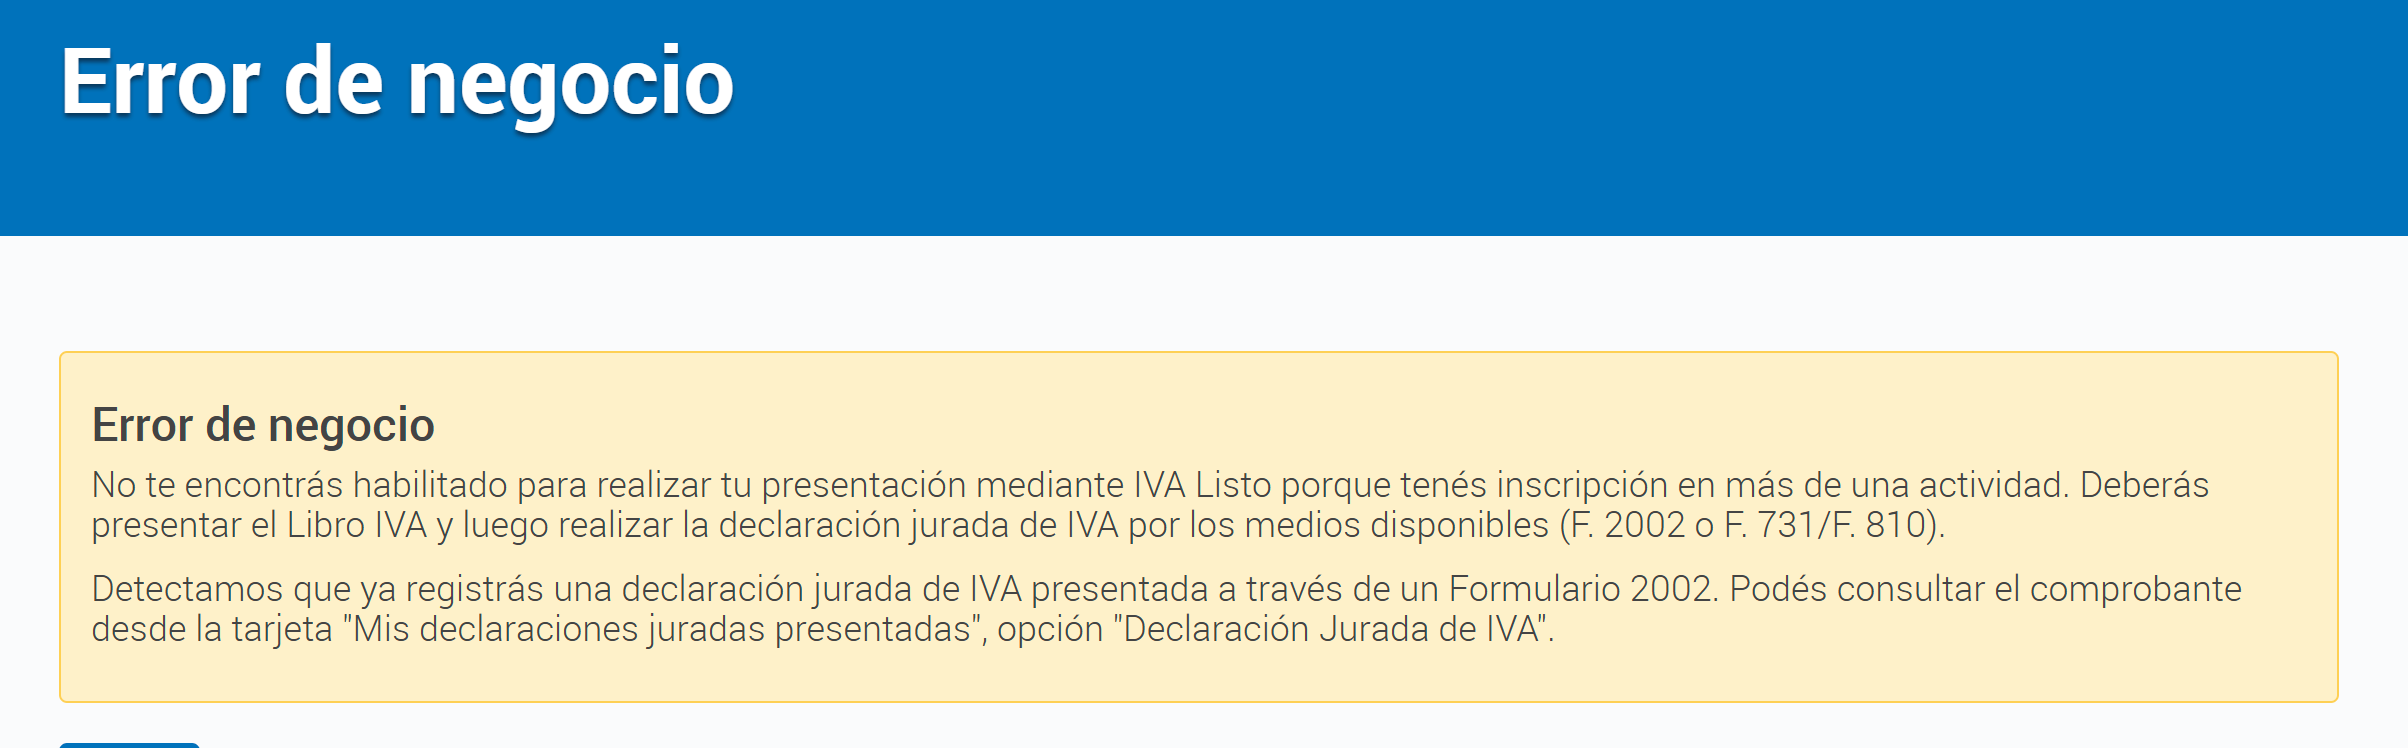 Error de negocio
Error de negocio
No te encontrás habilitado para realizar tu presentación mediante IVA Listo porque tenés inscripción en más de una actividad. Deberás
presentar el Libro IVA y luego realizar la declaración jurada de IVA por los medios disponibles (F. 2002 o F. 731/F. 810).
Detectamos que ya registrás una declaración jurada de IVA presentada a través de un Formulario 2002. Podés consultar el comprobante
desde la tarjeta "Mis declaraciones juradas presentadas", opción "Declaración Jurada de IVA".